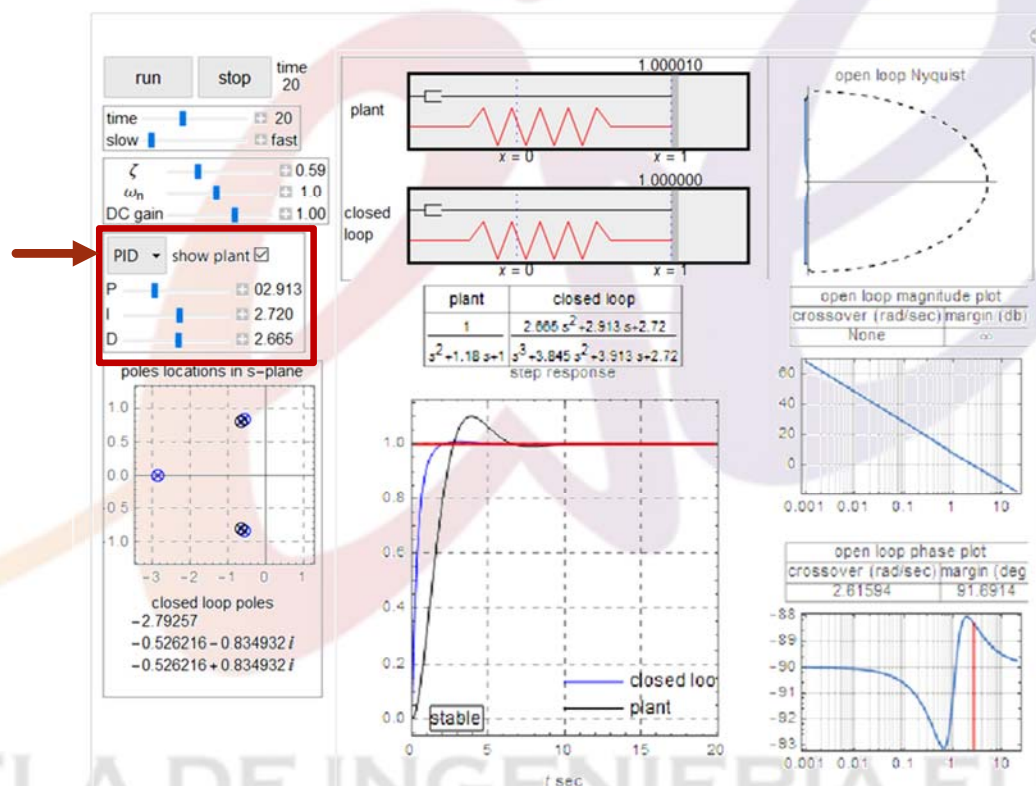 run stop time 20
time 20
slow fast
ζ 0.59
ωn 1.0
DC gain 1.00
PID show plant
P 02.913
I 2.720
D 2.665
poles locations in s-plane
1.0
0.5
0.0
0.5
1.0
-3 -2 -1 0 1
closed loop poles
-2.79257
-0.526216 - 0.834932 i
-0.526216 + 0.834932 i
1.000010
plant
x = 0 x = 1
1.000000
closed loop
x = 0 x = 1
plant closed loop
1 2.665 s^2+2.913 s+2.72
s^2+1.18 s+1 s^3+3.845 s^2+3.913 s+2.72
step response
1.0
0.8
0.6
0.4
0.2
0.0
closed loo
plant
stable
0 5 10 15 20
t sec
open loop Nyquist
open loop magnitude plot
crossover (rad/sec) margin (db)
None ∞
60
40
20
0
0.001 0.01 0.1 1 10
open loop phase plot
crossover (rad/sec) margin (deg
2.61594 91.6914
-88
-89
-90
-91
-92
-93
0.001 0.01 0.1 1 10
LA DE INGENIERIA EL